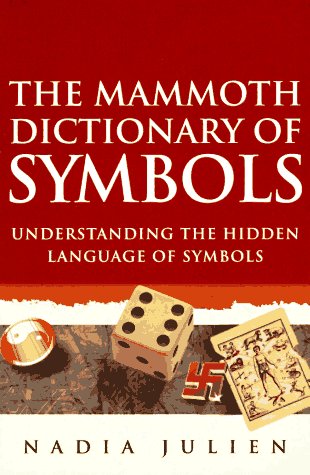 THE MAMMOTH
DICTIONARY OF
SYMBOLS
UNDERSTANDING THE HIDDEN
LANGUAGE OF SYMBOLS
NADIA JULIEN